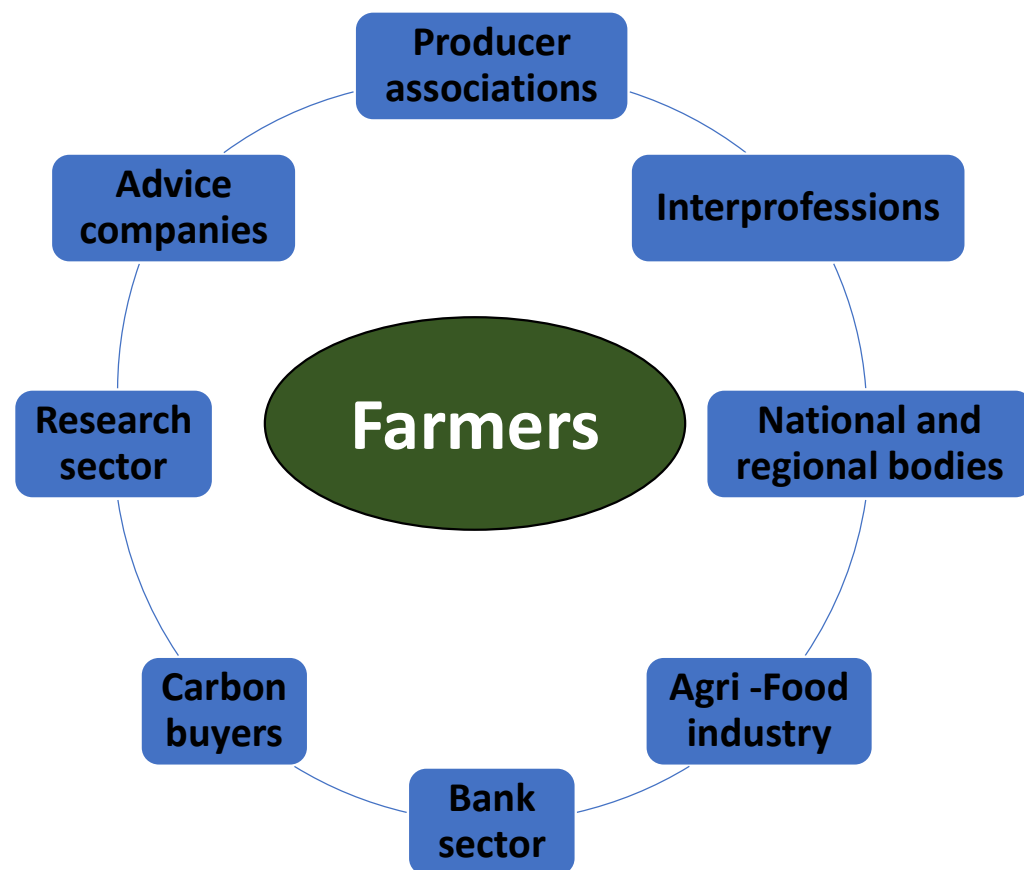 Producer
associations
Advice
companies
Interprofessions
Farmers
Research
sector
National and
regional bodies
Carbon
buyers
Agri -Food
industry
Bank
sector